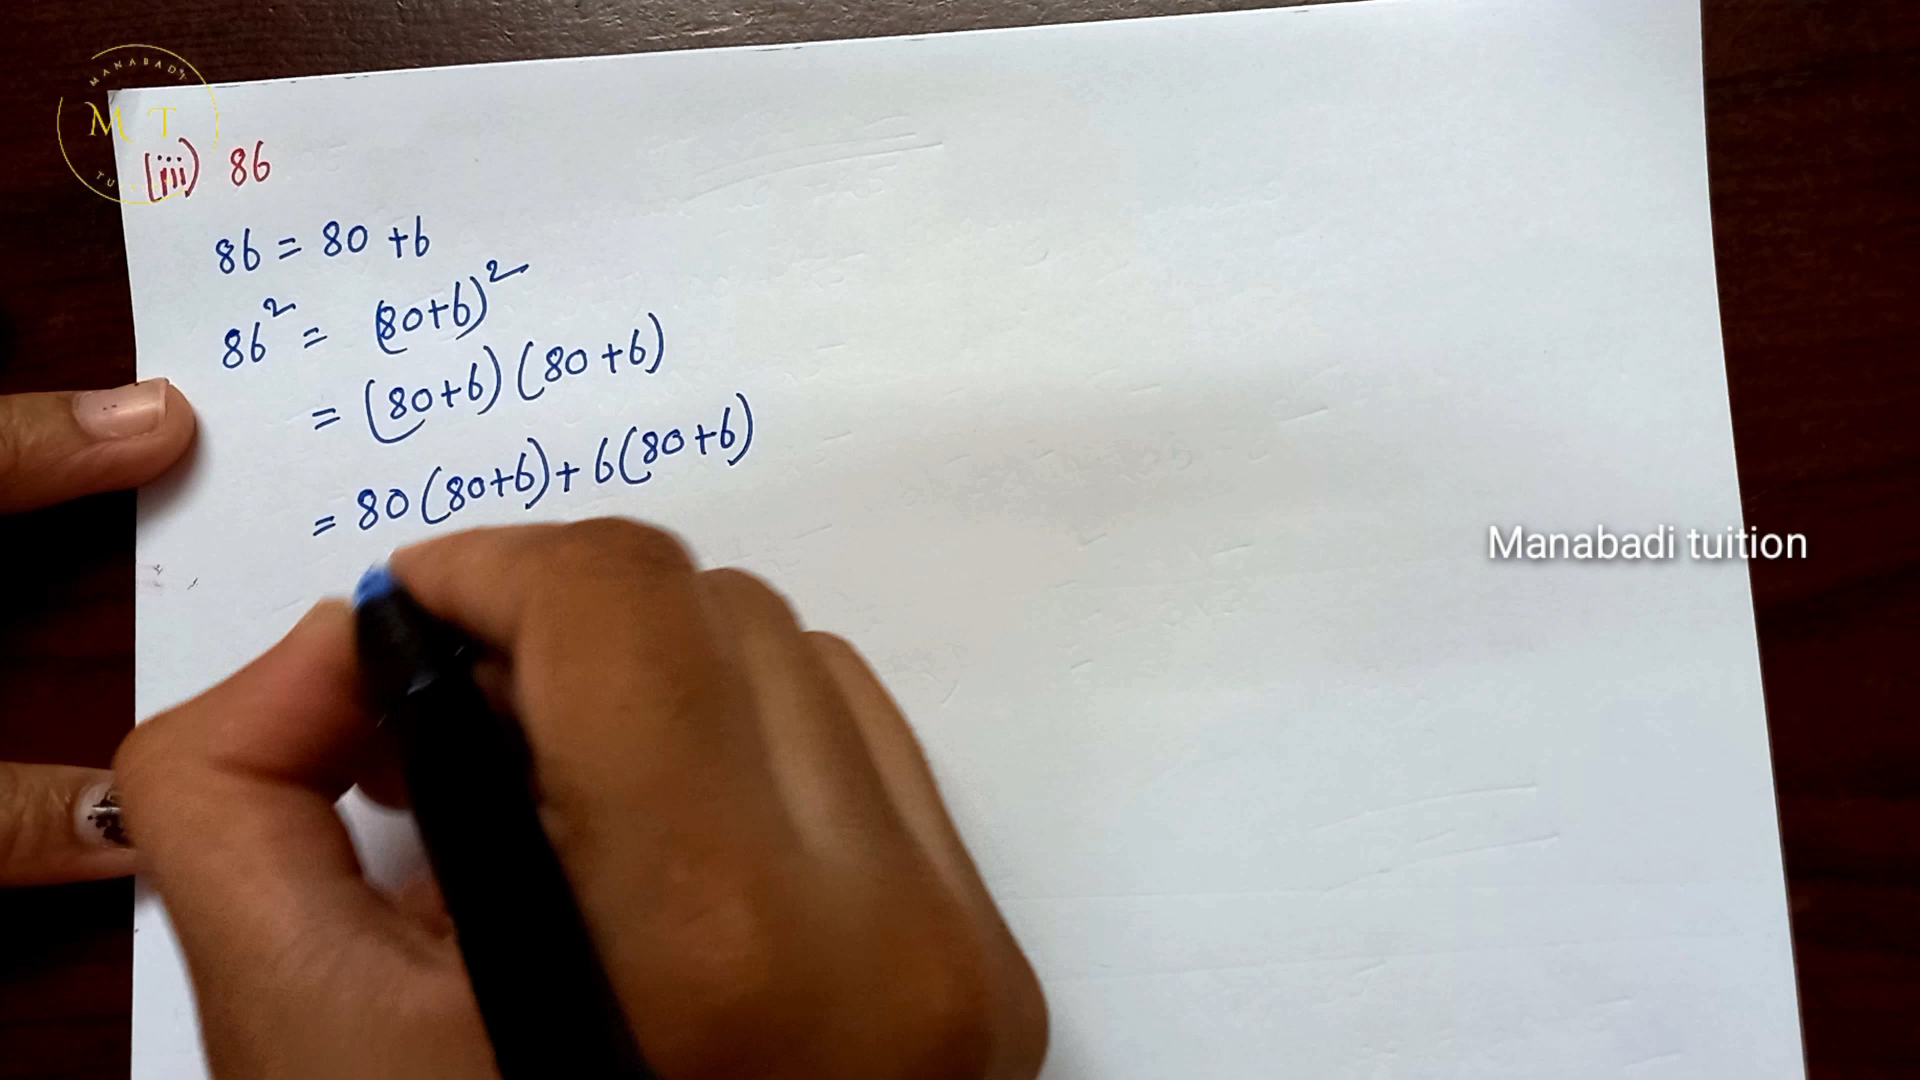 MANABADI
M T
(iii) 86
86 = 80 + 6
86² = (80+6)²
= (80+6) (80+6)
= 80 (80+6) + 6 (80+6)
Manabadi tuition